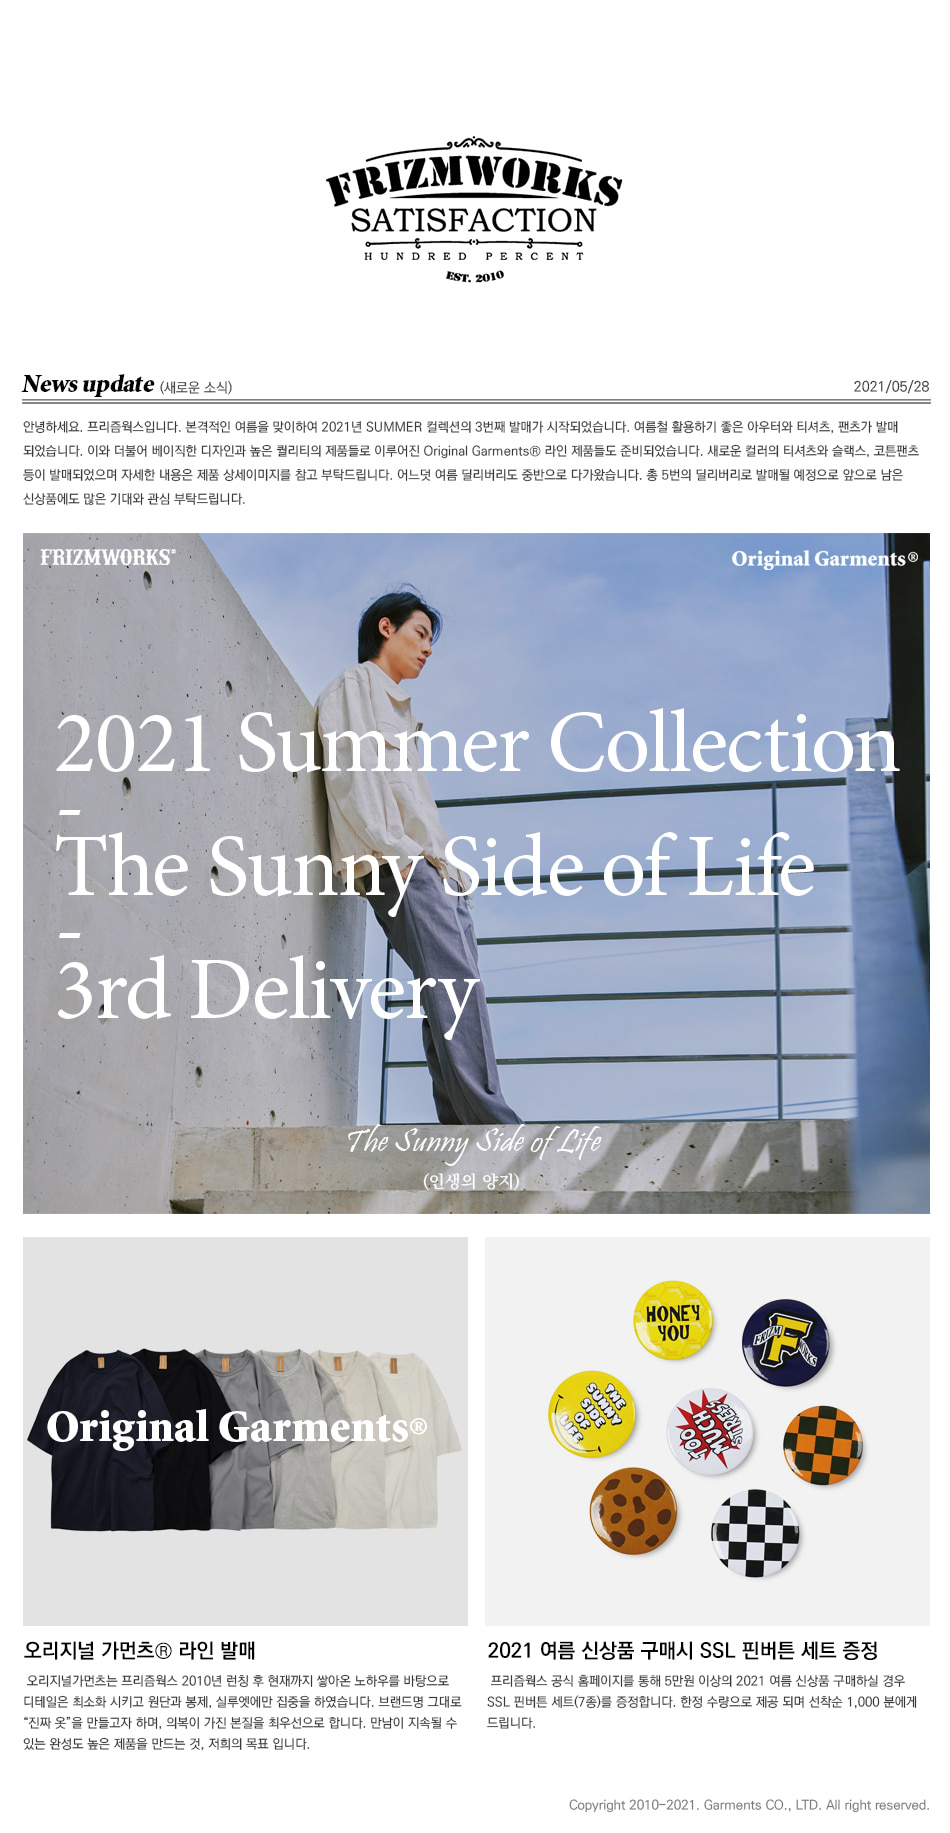 FRIZMWORKS
SATISFACTION
HUNDRED PERCENT
EST. 2010
News update (새로운 소식)
2021/05/28
안녕하세요. 프리즘웍스입니다. 본격적인 여름을 맞이하여 2021년 SUMMER 컬렉션의 3번째 발매가 시작되었습니다. 여름철 활용하기 좋은 아우터와 티셔츠, 팬츠가 발매
되었습니다. 이와 더불어 베이직한 디자인과 높은 퀄리티의 제품들로 이루어진 Original Garments® 라인 제품들도 준비되었습니다. 새로운 컬러의 티셔츠와 슬랙스, 코튼팬츠
등이 발매되었으며 자세한 내용은 제품 상세이미지를 참고 부탁드립니다. 어느덧 여름 딜리버리도 중반으로 다가왔습니다. 총 5번의 딜리버리로 발매될 예정으로 앞으로 남은
신상품에도 많은 기대와 관심 부탁드립니다.
FRIZMWORKS®
Original Garments®
2021 Summer Collection
-
The Sunny Side of Life
-
3rd Delivery
The Sunny Side of Life
(인생의 양지)
Original Garments®
HONEY
YOU
FRIZM F WORKS
THE
SUNNY
SIDE
OF
LIFE
TOO
MUCH
STRESS
오리지널 가먼츠® 라인 발매
오리지널가먼츠는 프리즘웍스 2010년 런칭 후 현재까지 쌓아온 노하우를 바탕으로
디테일은 최소화 시키고 원단과 봉제, 실루엣에만 집중을 하였습니다. 브랜드명 그대로
“진짜 옷”을 만들고자 하며, 의복이 가진 본질을 최우선으로 합니다. 만남이 지속될 수
있는 완성도 높은 제품을 만드는 것, 저희의 목표 입니다.
2021 여름 신상품 구매시 SSL 핀버튼 세트 증정
프리즘웍스 공식 홈페이지를 통해 5만원 이상의 2021 여름 신상품 구매하실 경우
SSL 핀버튼 세트(7종)를 증정합니다. 한정 수량으로 제공 되며 선착순 1,000 분에게
드립니다.
Copyright 2010-2021. Garments CO., LTD. All right reserved.